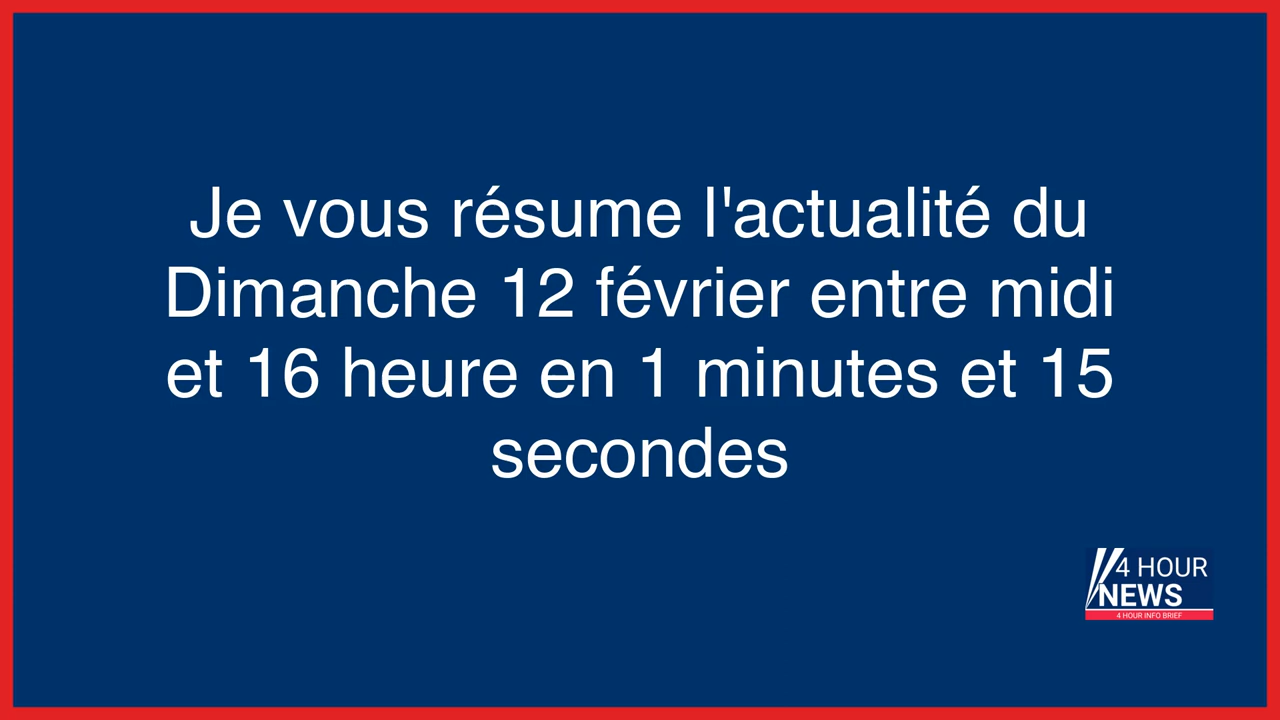 Je vous résume l'actualité du
Dimanche 12 février entre midi
et 16 heure en 1 minutes et 15
secondes
4 HOUR
NEWS
4 HOUR INFO BRIEF